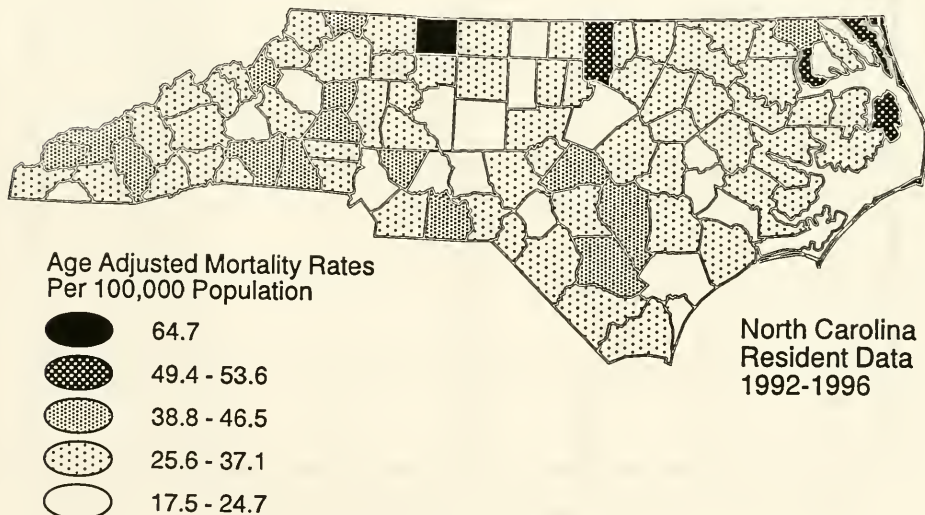 Age Adjusted Mortality Rates
Per 100,000 Population
64.7
49.4 - 53.6
38.8 - 46.5
25.6 - 37.1
17.5 - 24.7
North Carolina
Resident Data
1992-1996